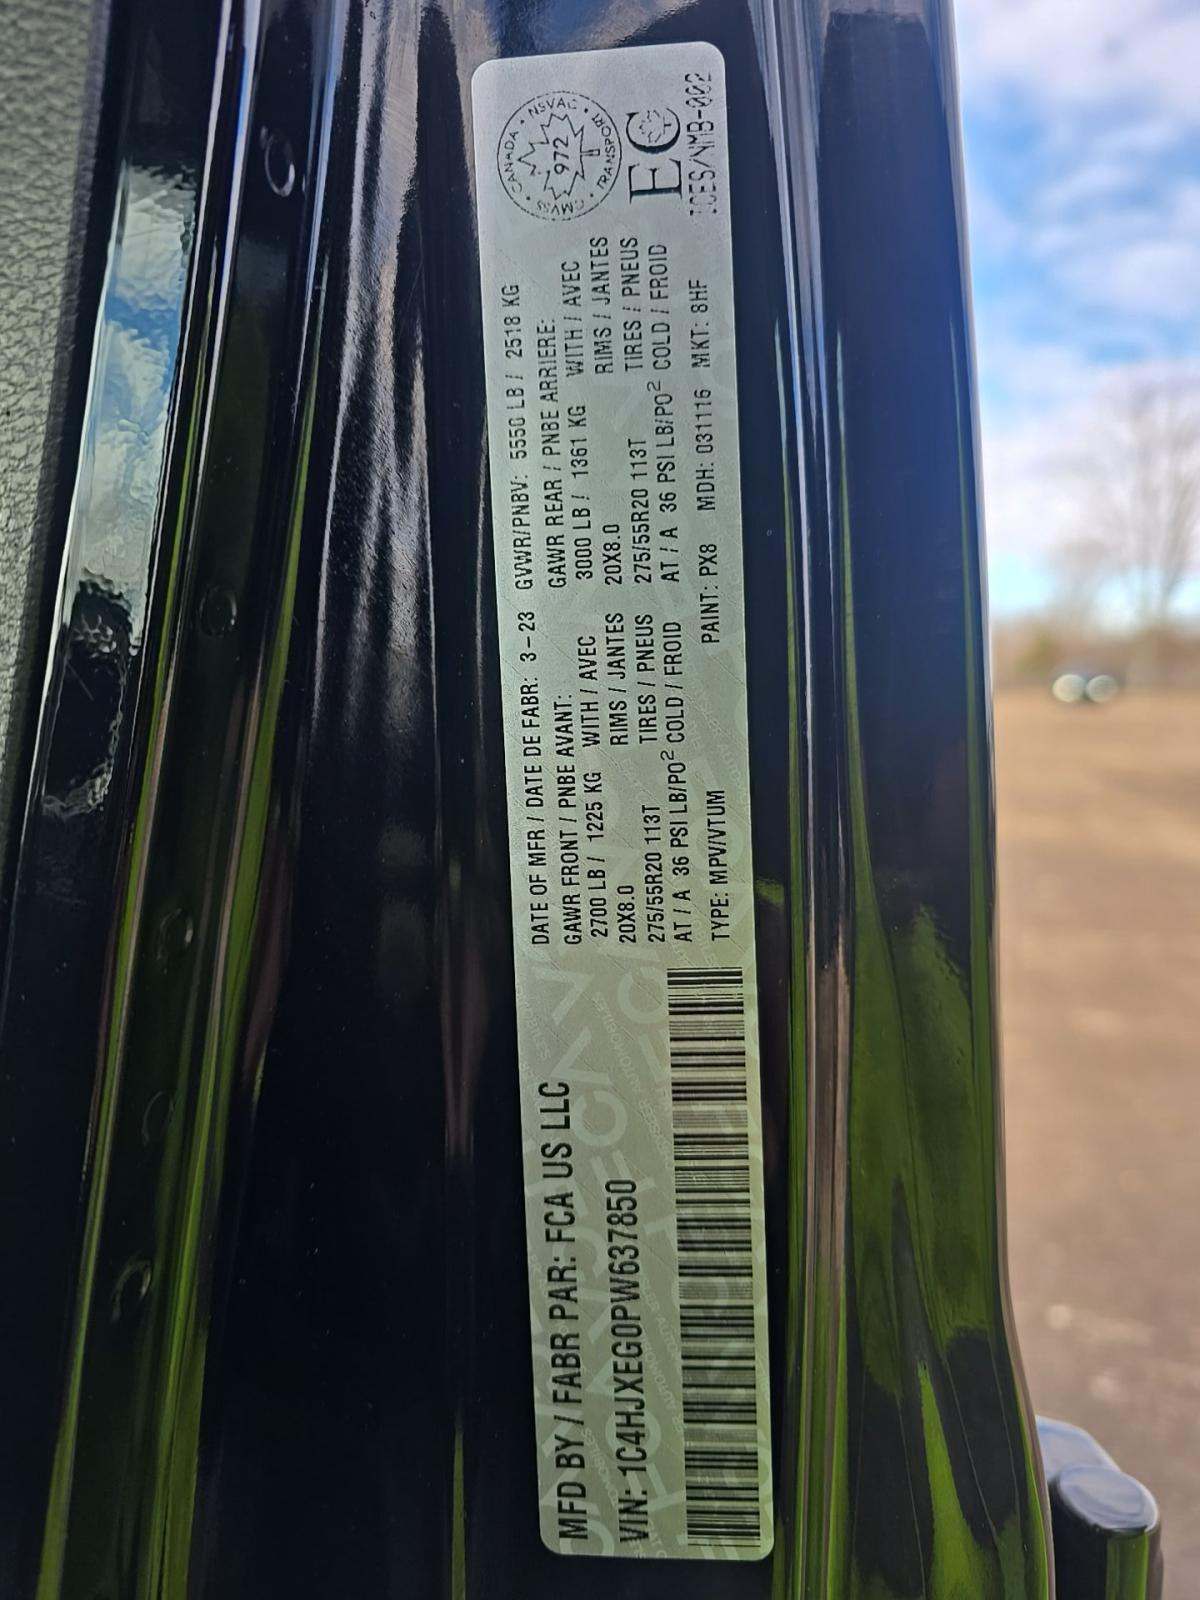 MFD BY / FABR PAR: FCA US LLC
VIN: 1C4HJXEG0PW637850
DATE OF MFR / DATE DE FABR: 3-23 GVWR/PNBV: 5550 LB / 2518 KG
GAWR FRONT / PNBE AVANT: GAWR REAR / PNBE ARRIERE:
2700 LB / 1225 KG WITH / AVEC 3000 LB / 1361 KG WITH / AVEC
20X8.0 RIMS / JANTES 20X8.0 RIMS / JANTES
275/55R20 113T TIRES / PNEUS 275/55R20 113T TIRES / PNEUS
AT / A 36 PSI LB/PO² COLD / FROID AT / A 36 PSI LB/PO² COLD / FROID
TYPE: MPV/VTUM PAINT: PX8 MDH: 031116 MKT: 8HF
CANADA • NSVAC • TRANSPORT • CMVSS •
972
EC
ICES/NMB-002